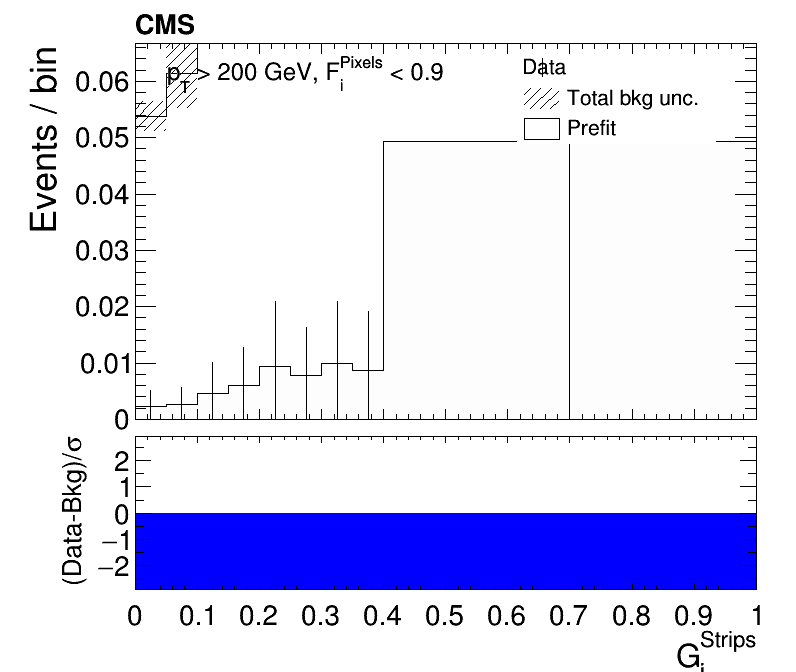 CMS
p_T > 200 GeV, F_i^Pixels < 0.9
Data
Total bkg unc.
Prefit
Events / bin
0.06
0.05
0.04
0.03
0.02
0.01
0
(Data-Bkg)/σ
2
1
0
−1
−2
0 0.1 0.2 0.3 0.4 0.5 0.6 0.7 0.8 0.9 1
G_i^Strips